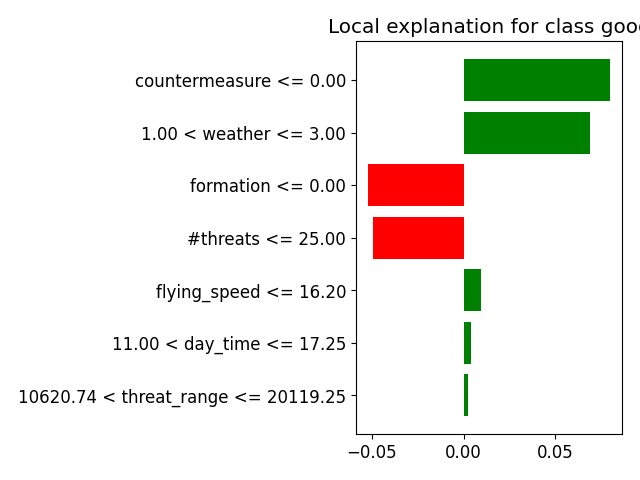 Local explanation for class good
countermeasure <= 0.00
1.00 < weather <= 3.00
formation <= 0.00
#threats <= 25.00
flying_speed <= 16.20
11.00 < day_time <= 17.25
10620.74 < threat_range <= 20119.25
−0.05 0.00 0.05